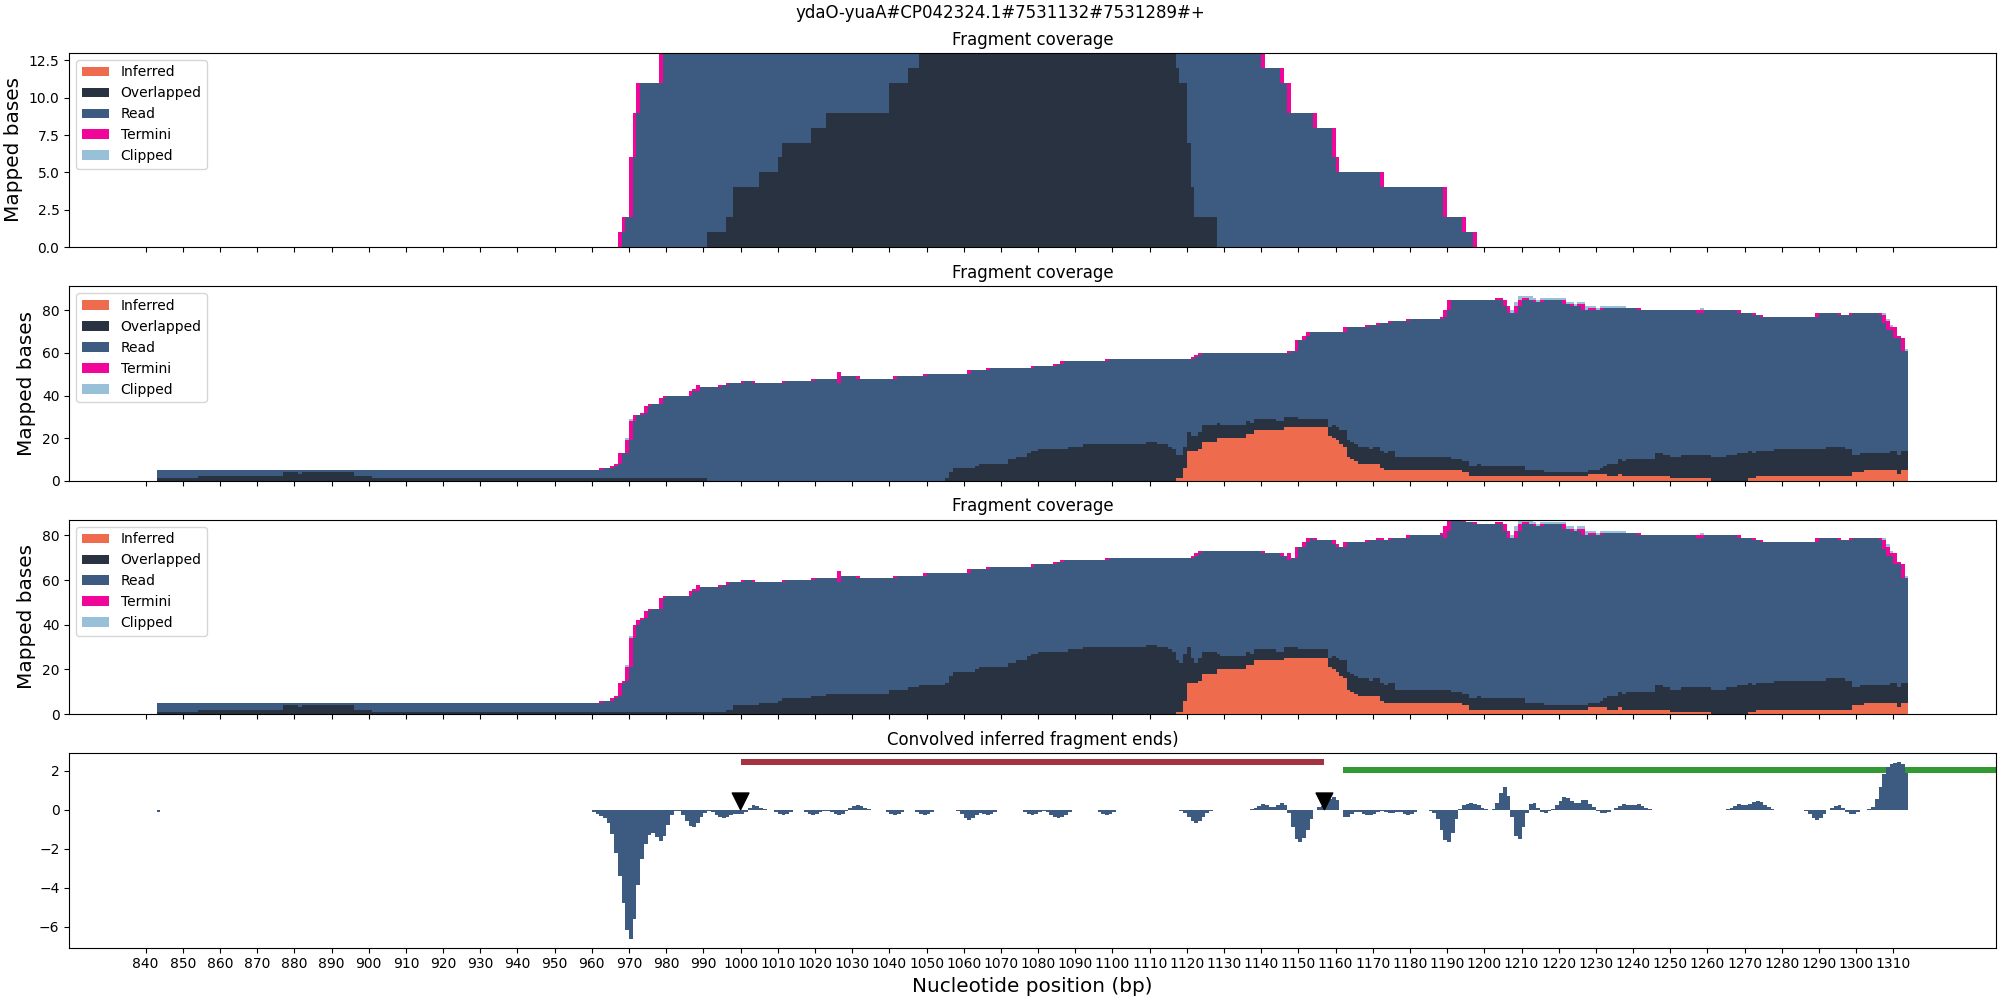 ydaO-yuaA#CP042324.1#7531132#7531289#+
Fragment coverage
12.5
10.0
7.5
5.0
2.5
0.0
Mapped bases
Inferred
Overlapped
Read
Termini
Clipped
Fragment coverage
80
60
40
20
0
Mapped bases
Inferred
Overlapped
Read
Termini
Clipped
Fragment coverage
80
60
40
20
0
Mapped bases
Inferred
Overlapped
Read
Termini
Clipped
Convolved inferred fragment ends)
2
0
−2
−4
−6
840 850 860 870 880 890 900 910 920 930 940 950 960 970 980 990 1000 1010 1020 1030 1040 1050 1060 1070 1080 1090 1100 1110 1120 1130 1140 1150 1160 1170 1180 1190 1200 1210 1220 1230 1240 1250 1260 1270 1280 1290 1300 1310
Nucleotide position (bp)